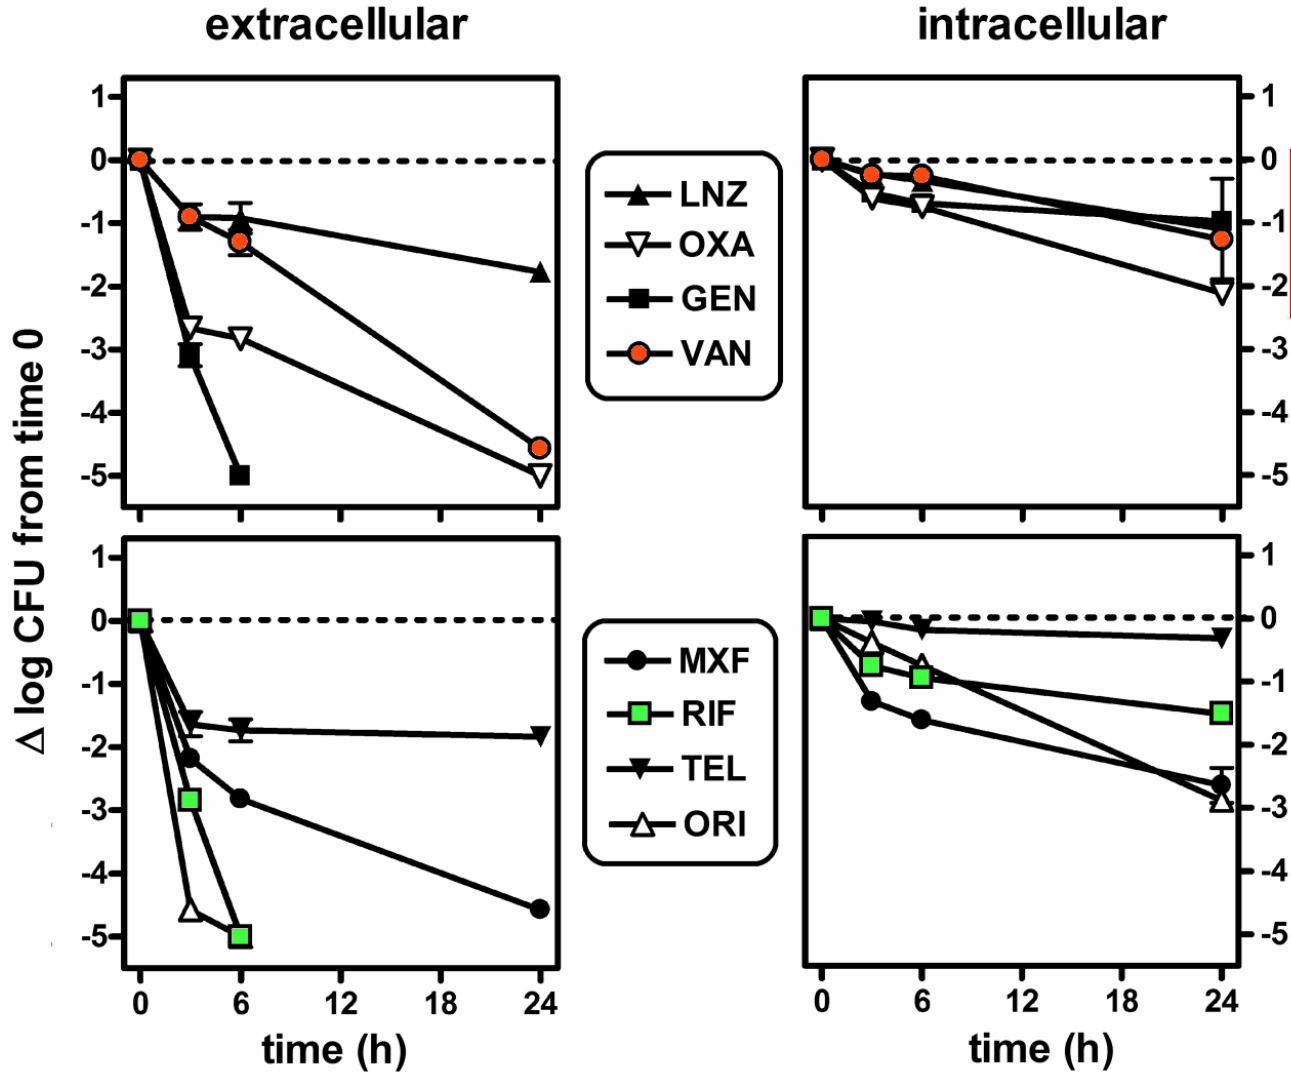 extracellular
intracellular
1
0
-1
-2
-3
-4
-5
LNZ
OXA
GEN
VAN
1
0
-1
-2
-3
-4
-5
Δ log CFU from time 0
1
0
-1
-2
-3
-4
-5
MXF
RIF
TEL
ORI
1
0
-1
-2
-3
-4
-5
0 6 12 18 24
0 6 12 18 24
time (h)
time (h)